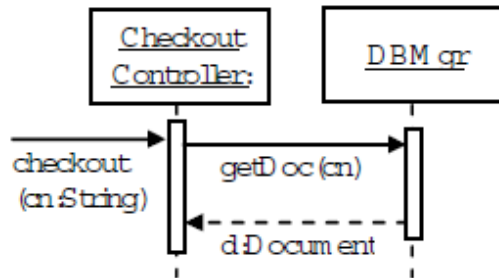 Checkout
Controller:
DBMgr
checkout
(cn:String)
getDoc(cn)
d:Document